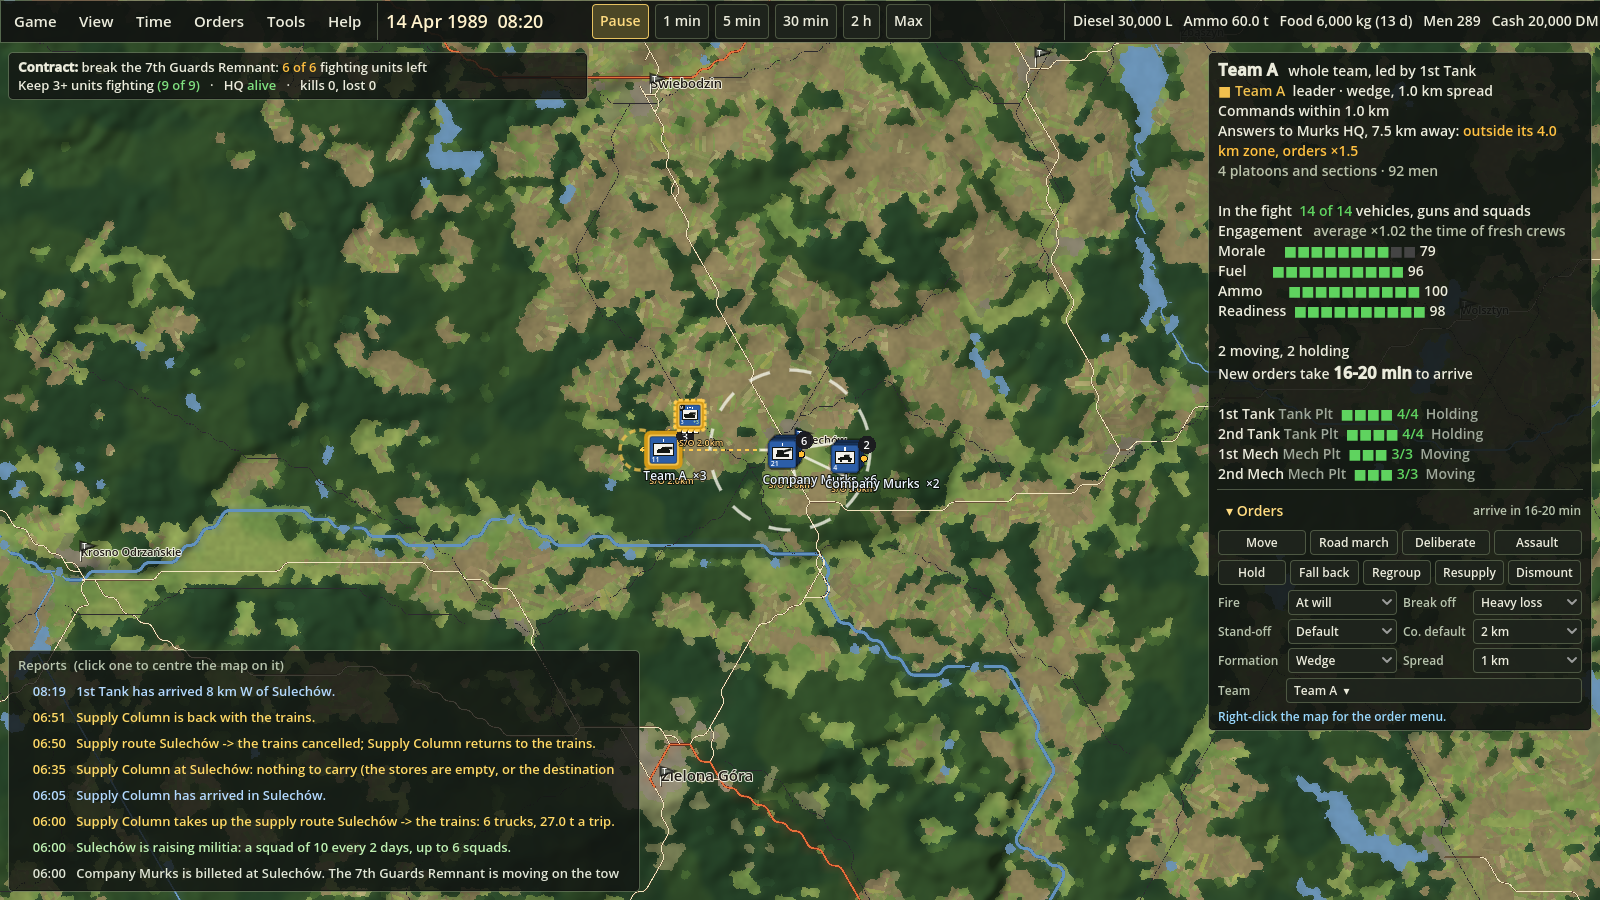 Game View Time Orders Tools Help 14 Apr 1989 08:20 Pause 1 min 5 min 30 min 2 h Max Diesel 30,000 L Ammo 60.0 t Food 6,000 kg (13 d) Men 289 Cash 20,000 DM
Contract: break the 7th Guards Remnant: 6 of 6 fighting units left
Keep 3+ units fighting (9 of 9) · HQ alive · kills 0, lost 0
Świebodzin
Team A whole team, led by 1st Tank
Team A leader · wedge, 1.0 km spread
Commands within 1.0 km
Answers to Murks HQ, 7.5 km away: outside its 4.0
km zone, orders ×1.5
4 platoons and sections · 92 men
In the fight 14 of 14 vehicles, guns and squads
Engagement average ×1.02 the time of fresh crews
Morale 79
Fuel 96
Ammo 100
Readiness 98
Wolsztyn
2 moving, 2 holding
New orders take 16-20 min to arrive
1st Tank Tank Plt 4/4 Holding
2nd Tank Tank Plt 4/4 Holding
1st Mech Mech Plt 3/3 Moving
2nd Mech Mech Plt 3/3 Moving
▾ Orders arrive in 16-20 min
Move Road march Deliberate Assault
Hold Fall back Regroup Resupply Dismount
Fire At will Break off Heavy loss
Stand-off Default Co. default 2 km
Formation Wedge Spread 1 km
Team Team A ▾
Right-click the map for the order menu.
S/O 2.0km
11
Team A ×3
S/O 2.0km
6
21
Company Murks ×6
2
4
Company Murks ×2
Krosno Odrzańskie
Zielona Góra
Reports (click one to centre the map on it)
08:19 1st Tank has arrived 8 km W of Sulechów.
06:51 Supply Column is back with the trains.
06:50 Supply route Sulechów -> the trains cancelled; Supply Column returns to the trains.
06:35 Supply Column at Sulechów: nothing to carry (the stores are empty, or the destination
06:05 Supply Column has arrived in Sulechów.
06:00 Supply Column takes up the supply route Sulechów -> the trains: 6 trucks, 27.0 t a trip.
06:00 Sulechów is raising militia: a squad of 10 every 2 days, up to 6 squads.
06:00 Company Murks is billeted at Sulechów. The 7th Guards Remnant is moving on the tow